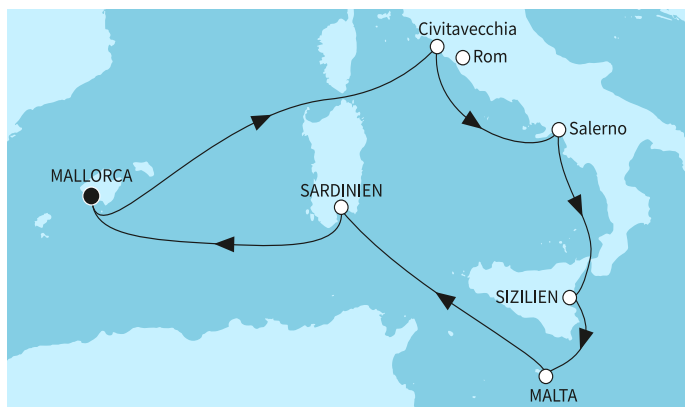 Civitavecchia
Rom
Salerno
MALLORCA
SARDINIEN
SIZILIEN
MALTA